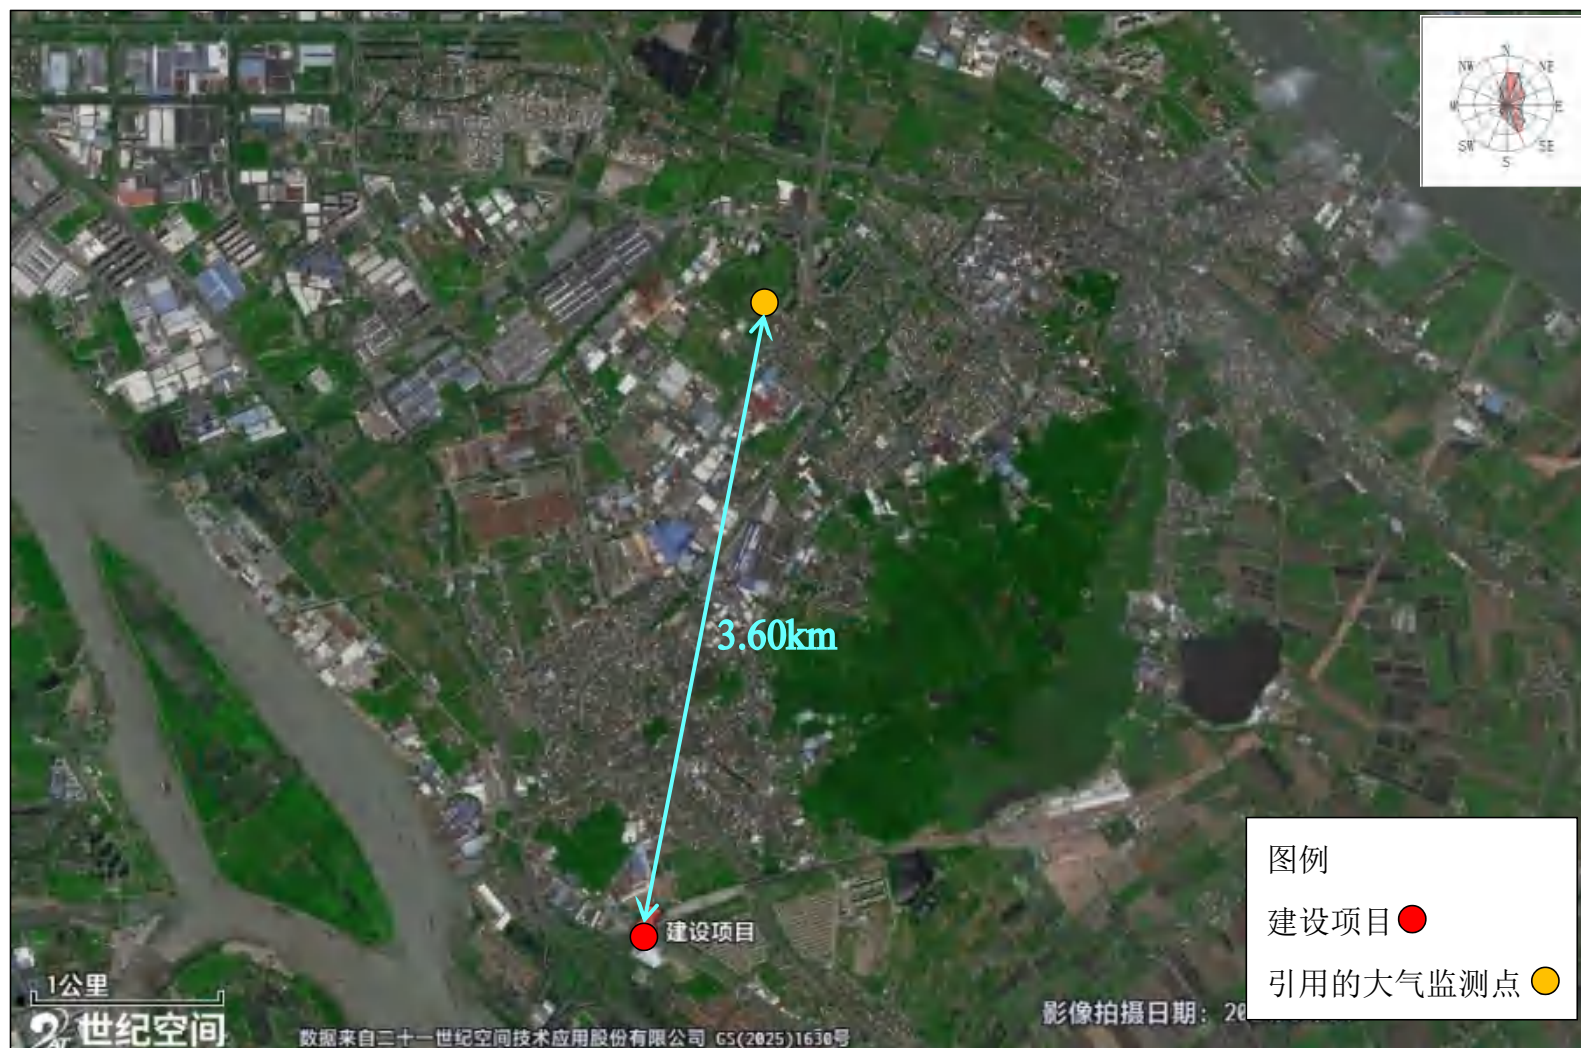 N
NW NE
W E
SW SE
S
3.60km
建设项目
图例
建设项目
引用的大气监测点
1公里
世纪空间
数据来自二十一世纪空间技术应用股份有限公司 GS(2025)1630号
影像拍摄日期: 20